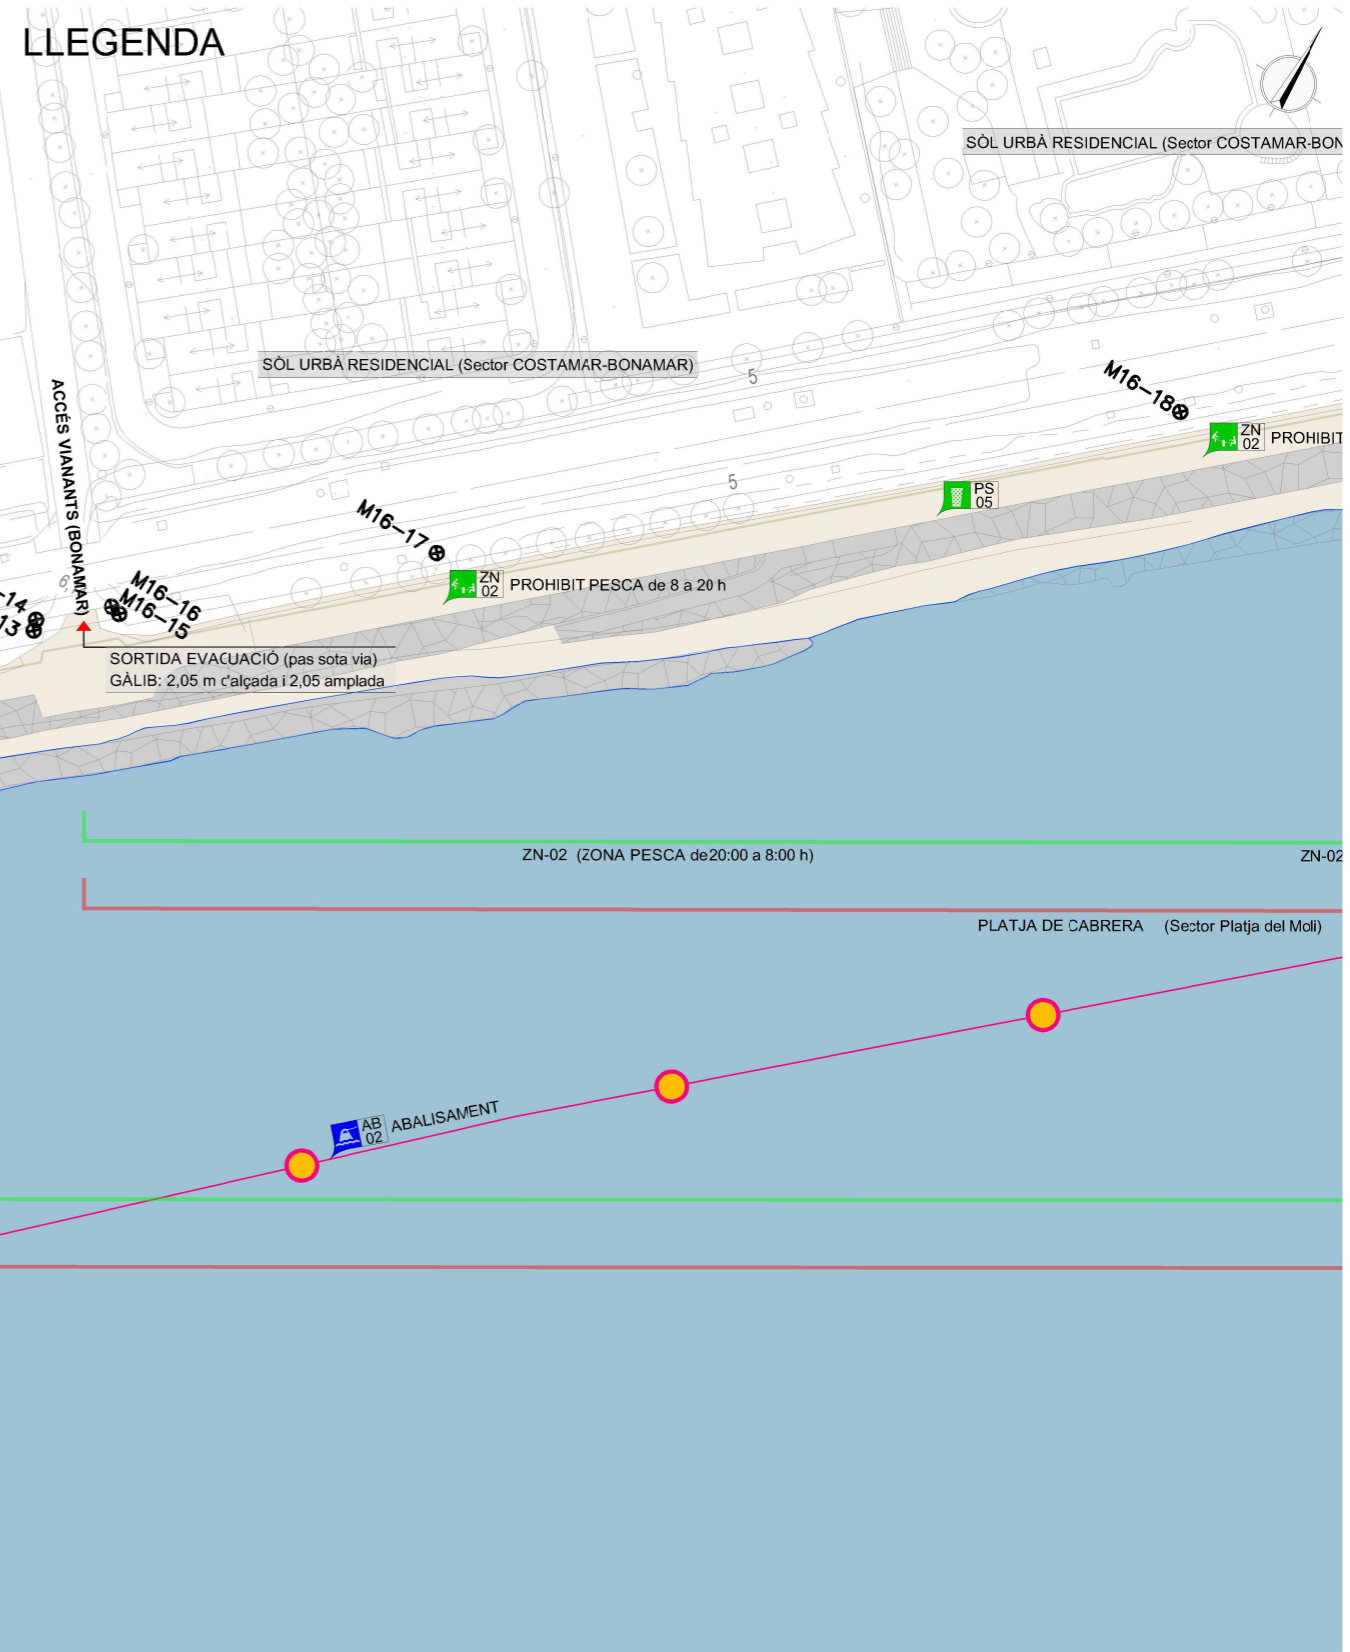 LLEGENDA
SÒL URBÀ RESIDENCIAL (Sector COSTAMAR-BON
SÒL URBÀ RESIDENCIAL (Sector COSTAMAR-BONAMAR)
5
M16-18
ACCÉS VIANANTS (BONAMAR)
ZN
02
PROHIBIT
5
PS
05
M16-17
ZN
02
PROHIBIT PESCA de 8 a 20 h
M16-16
M16-15
-14
13
SORTIDA EVACUACIÓ (pas sota via)
GÀLIB: 2,05 m d'alçada i 2,05 amplada
ZN-02 (ZONA PESCA de20:00 a 8:00 h)
ZN-02
PLATJA DE CABRERA (Sector Platja del Moli)
AB
02
ABALISAMENT